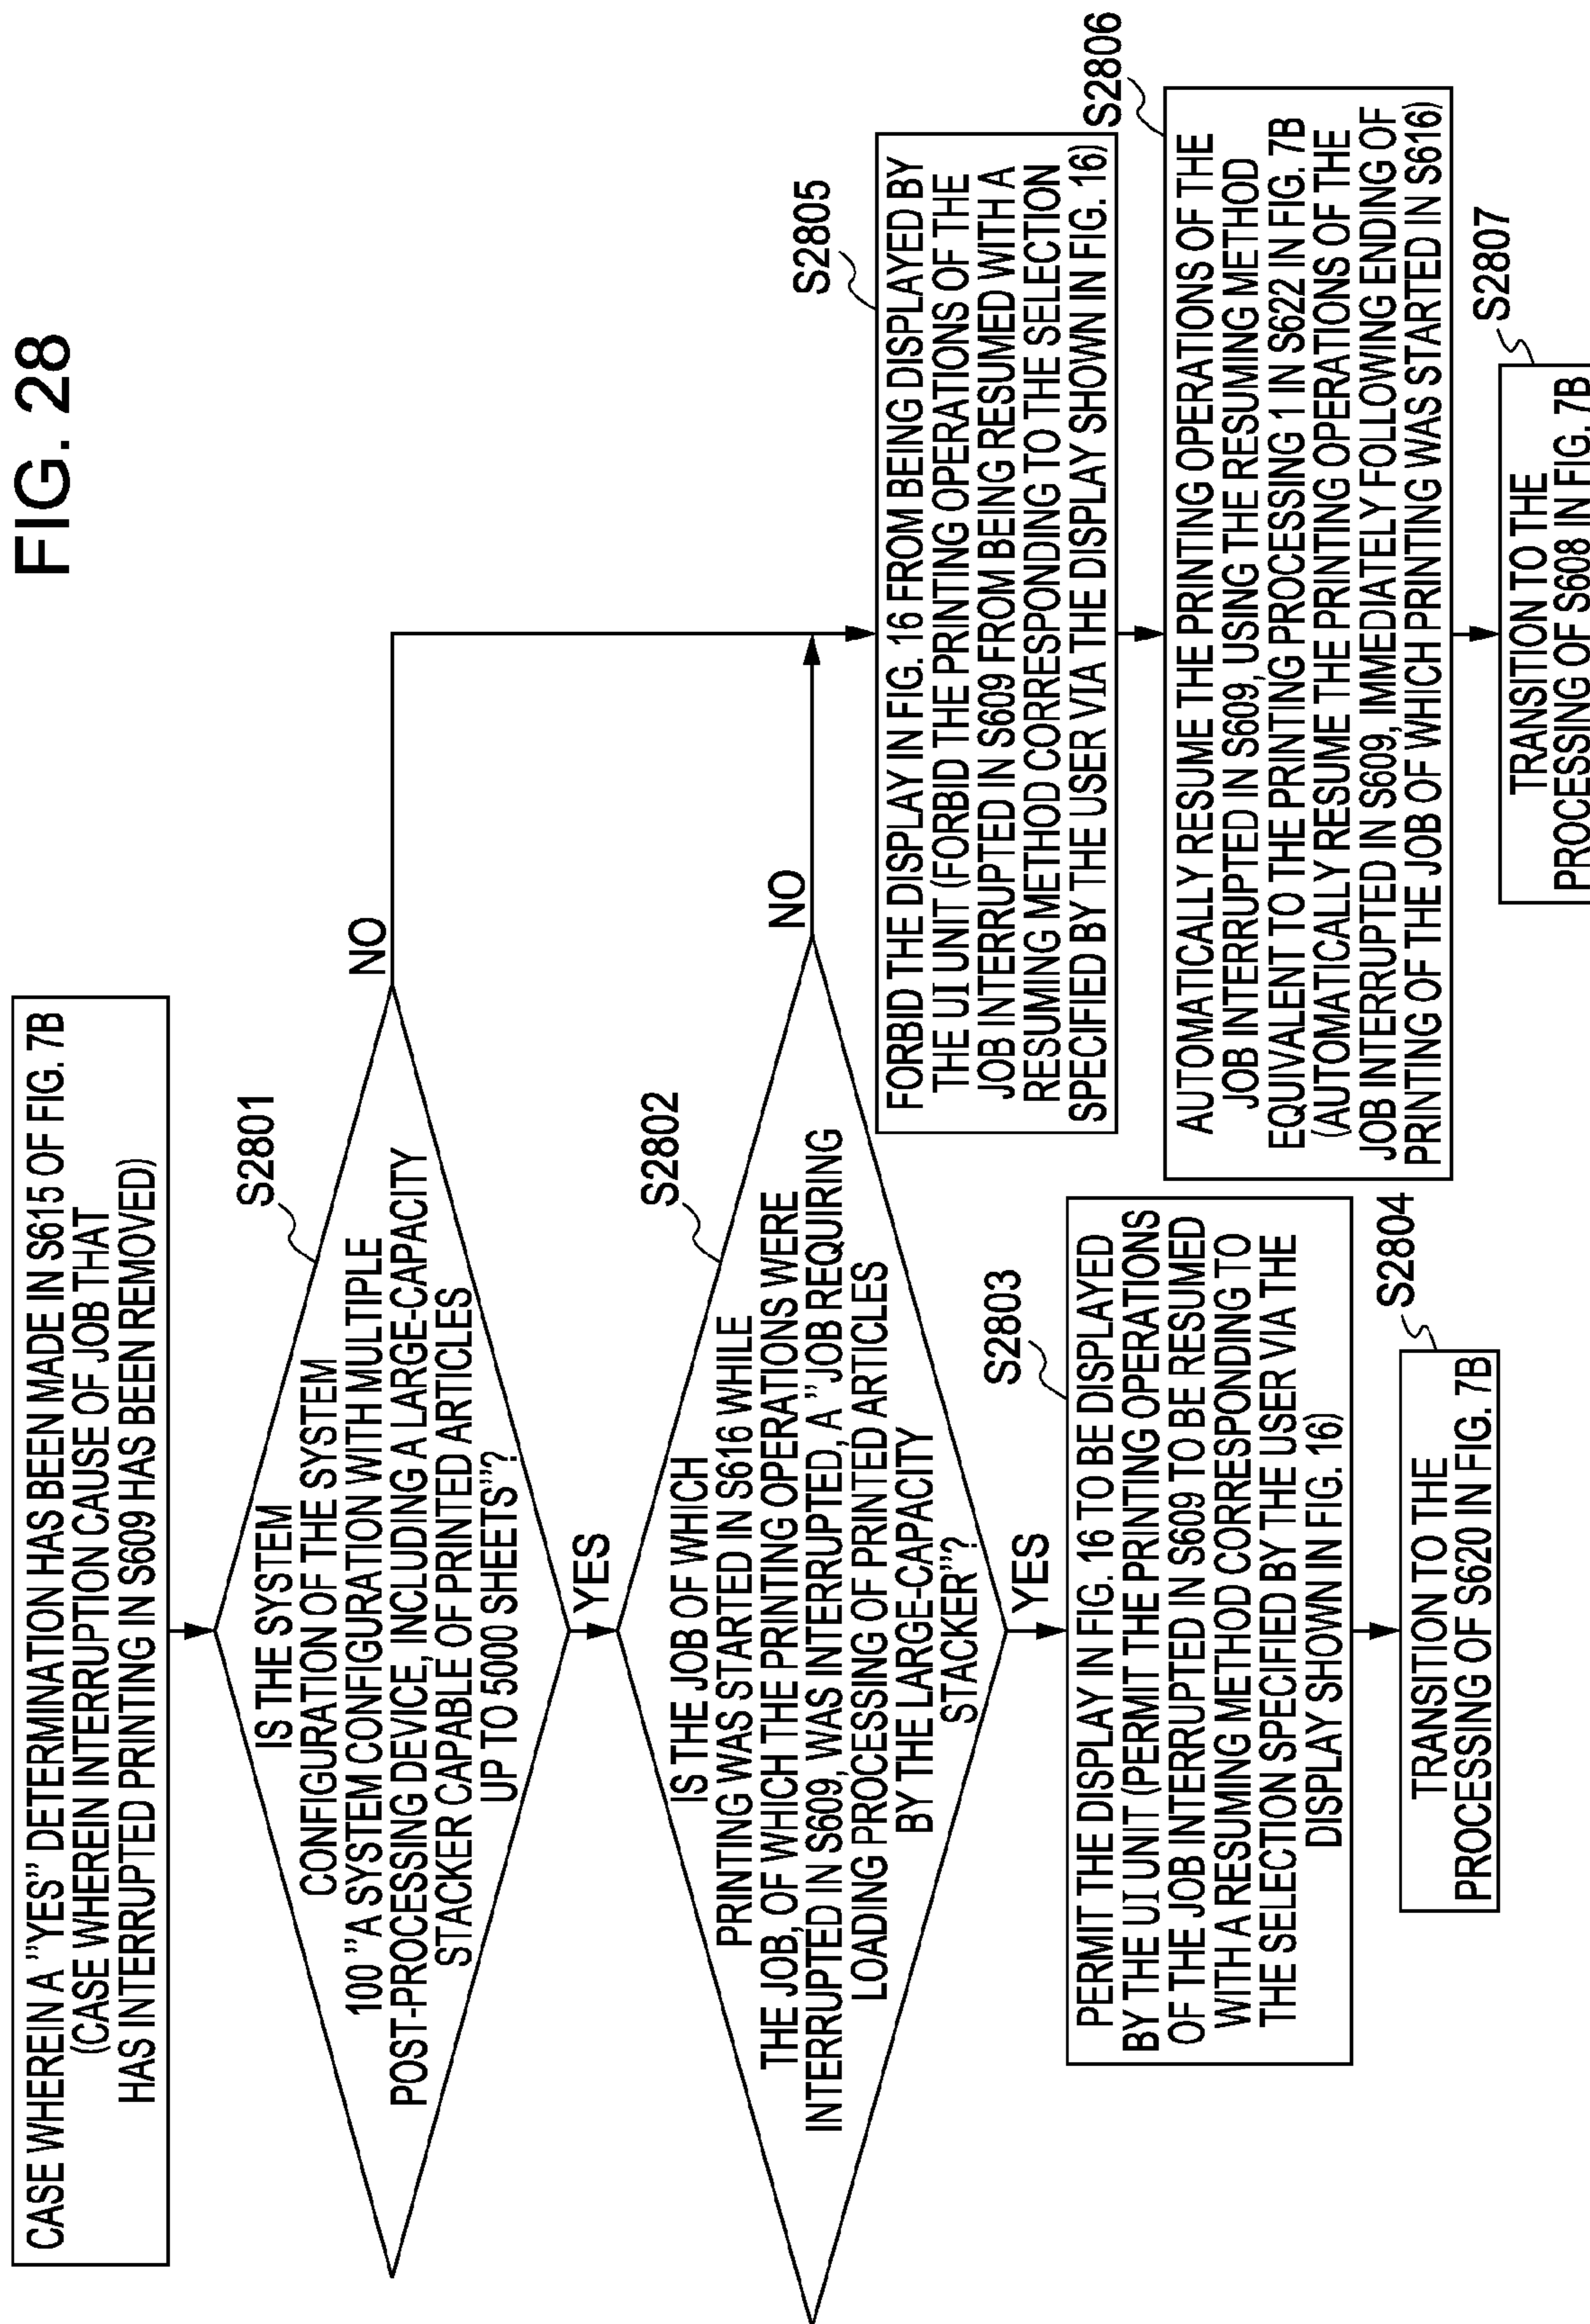 FIG. 28
CASE WHEREIN A "YES" DETERMINATION HAS BEEN MADE IN S615 OF FIG. 7B
(CASE WHEREIN INTERRUPTION CAUSE OF JOB THAT
HAS INTERRUPTED PRINTING IN S609 HAS BEEN REMOVED)
S2801
IS THE SYSTEM
CONFIGURATION OF THE SYSTEM
100 "A SYSTEM CONFIGURATION WITH MULTIPLE
POST-PROCESSING DEVICE, INCLUDING A LARGE-CAPACITY
STACKER CAPABLE OF PRINTED ARTICLES
UP TO 5000 SHEETS"?
NO
YES
S2802
IS THE JOB OF WHICH
PRINTING WAS STARTED IN S616 WHILE
THE JOB, OF WHICH THE PRINTING OPERATIONS WERE
INTERRUPTED IN S609, WAS INTERRUPTED, A "JOB REQUIRING
LOADING PROCESSING OF PRINTED ARTICLES
BY THE LARGE-CAPACITY
STACKER"?
NO
YES
S2803
PERMIT THE DISPLAY IN FIG. 16 TO BE DISPLAYED
BY THE UI UNIT (PERMIT THE PRINTING OPERATIONS
OF THE JOB INTERRUPTED IN S609 TO BE RESUMED
WITH A RESUMING METHOD CORRESPONDING TO
THE SELECTION SPECIFIED BY THE USER VIA THE
DISPLAY SHOWN IN FIG. 16)
S2804
TRANSITION TO THE
PROCESSING OF S620 IN FIG. 7B
S2805
FORBID THE DISPLAY IN FIG. 16 FROM BEING DISPLAYED BY
THE UI UNIT (FORBID THE PRINTING OPERATIONS OF THE
JOB INTERRUPTED IN S609 FROM BEING RESUMED WITH A
RESUMING METHOD CORRESPONDING TO THE SELECTION
SPECIFIED BY THE USER VIA THE DISPLAY SHOWN IN FIG. 16)
S2806
AUTOMATICALLY RESUME THE PRINTING OPERATIONS OF THE
JOB INTERRUPTED IN S609, USING THE RESUMING METHOD
EQUIVALENT TO THE PRINTING PROCESSING 1 IN S622 IN FIG. 7B
(AUTOMATICALLY RESUME THE PRINTING OPERATIONS OF THE
JOB INTERRUPTED IN S609, IMMEDIATELY FOLLOWING ENDING OF
PRINTING OF THE JOB OF WHICH PRINTING WAS STARTED IN S616)
S2807
TRANSITION TO THE
PROCESSING OF S608 IN FIG. 7B